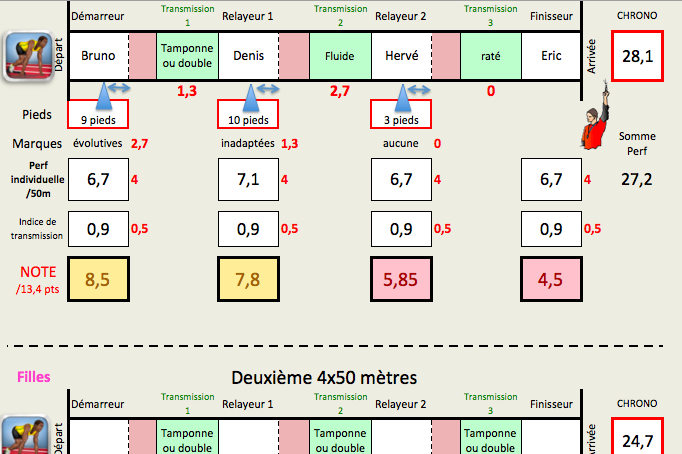 Démarreur Transmission 1 Relayeur 1 Transmission 2 Relayeur 2 Transmission 3 Finisseur CHRONO
Départ Bruno Tamponne ou double Denis Fluide Hervé raté Eric Arrivée 28,1
1,3 2,7 0
Pieds 9 pieds 10 pieds 3 pieds
Marques évolutives 2,7 inadaptées 1,3 aucune 0 Somme Perf
Perf individuelle /50m 6,7 4 7,1 4 6,7 4 6,7 4 27,2
Indice de transmission 0,9 0,5 0,9 0,5 0,9 0,5 0,9 0,5
NOTE /13,4 pts 8,5 7,8 5,85 4,5
Filles Deuxième 4x50 mètres
Démarreur Transmission 1 Relayeur 1 Transmission 2 Relayeur 2 Transmission 3 Finisseur CHRONO
Départ Tamponne ou double Tamponne ou double Tamponne ou double Arrivée 24,7